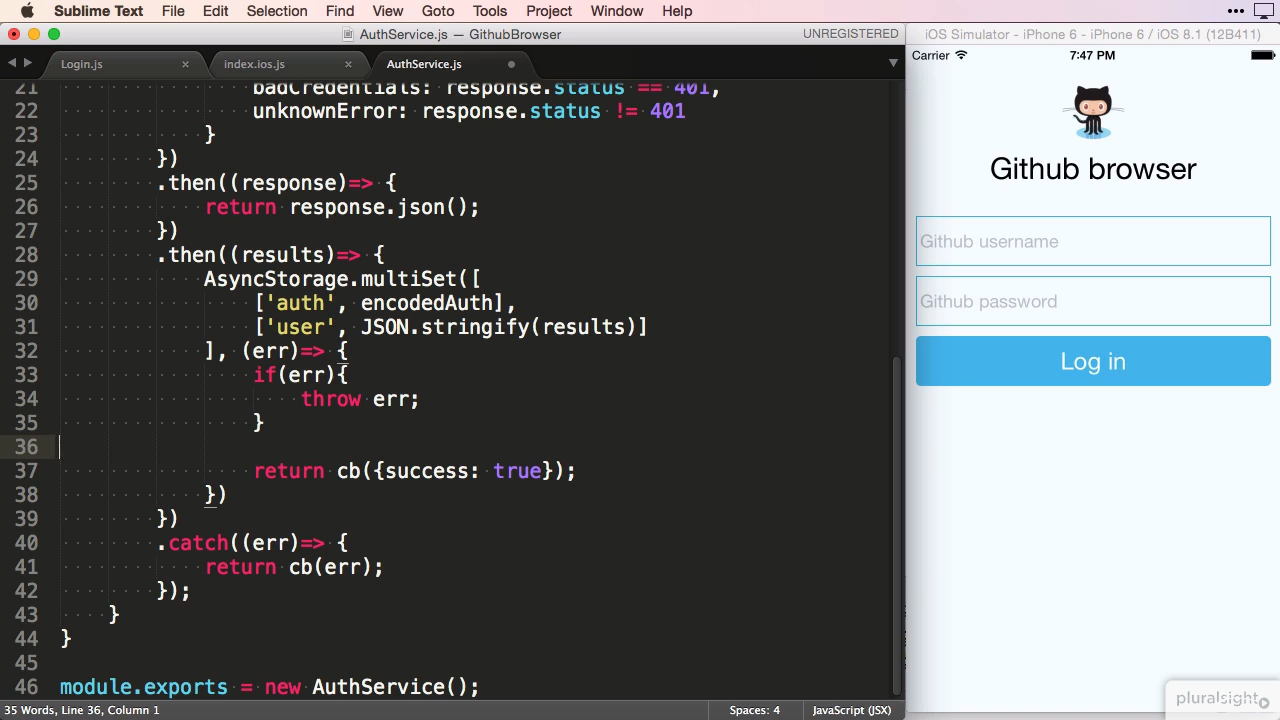 Sublime Text File Edit Selection Find View Goto Tools Project Window Help
AuthService.js — GithubBrowser UNREGISTERED
iOS Simulator - iPhone 6 - iPhone 6 / iOS 8.1 (12B411)
Login.js × index.ios.js × AuthService.js
Carrier 7:47 PM
21 badCredentials: response.status == 401,
22 unknownError: response.status != 401
23 }
24 })
25 .then((response)=> {
26 return response.json();
27 })
28 .then((results)=> {
29 AsyncStorage.multiSet([
30 ['auth', encodedAuth],
31 ['user', JSON.stringify(results)]
32 ], (err)=> {
33 if(err){
34 throw err;
35 }
36
37 return cb({success: true});
38 })
39 })
40 .catch((err)=> {
41 return cb(err);
42 });
43 }
44 }
45
46 module.exports = new AuthService();
35 Words, Line 36, Column 1 Spaces: 4 JavaScript (JSX)
Github browser
Github username
Github password
Log in
pluralsight